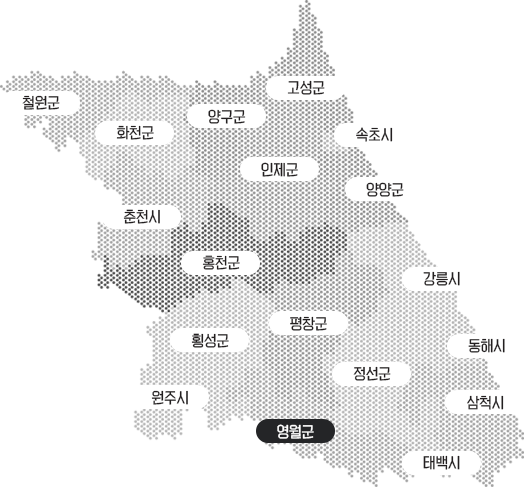 고성군
철원군
양구군
화천군
속초시
인제군
양양군
춘천시
홍천군
강릉시
평창군
횡성군
동해시
정선군
원주시
삼척시
영월군
태백시